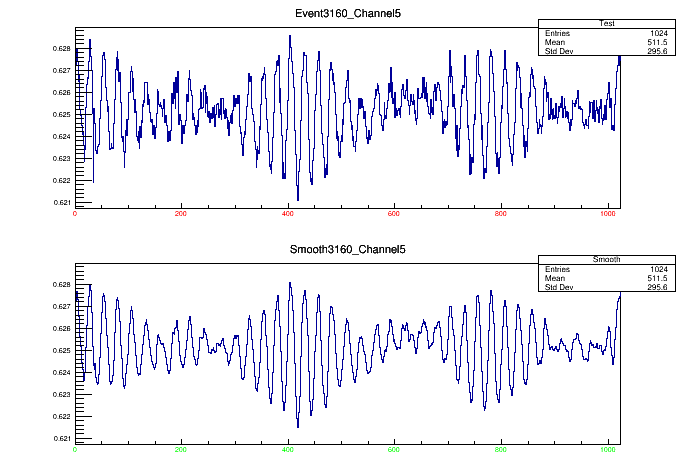 Event3160_Channel5
Test
Entries 1024
Mean 511.5
Std Dev 295.6
0.628
0.627
0.626
0.625
0.624
0.623
0.622
0.621
0 200 400 600 800 1000
Smooth3160_Channel5
Smooth
Entries 1024
Mean 511.5
Std Dev 295.6
0.628
0.627
0.626
0.625
0.624
0.623
0.622
0.621
0 200 400 600 800 1000